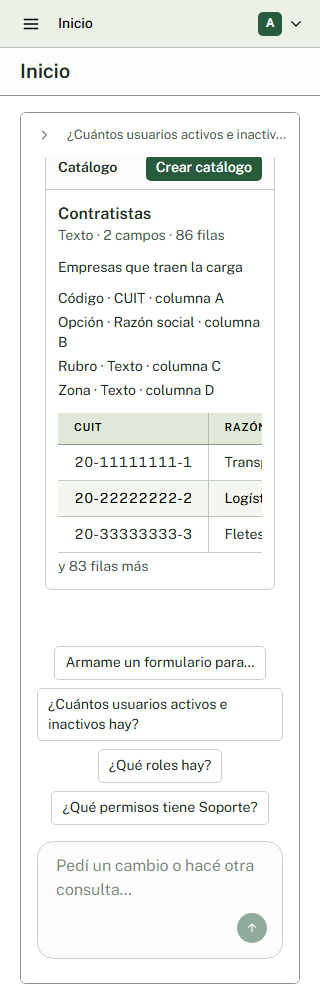 Inicio
A
Inicio
¿Cuántos usuarios activos e inactiv...
Catálogo
Crear catálogo
Contratistas
Texto · 2 campos · 86 filas
Empresas que traen la carga
Código · CUIT · columna A
Opción · Razón social · columna
B
Rubro · Texto · columna C
Zona · Texto · columna D
CUIT
20-11111111-1
20-22222222-2
20-33333333-3
Fletes
y 83 filas más
Armame un formulario para...
¿Cuántos usuarios activos e
inactivos hay?
¿Qué roles hay?
¿Qué permisos tiene Soporte?
Pedí un cambio o hacé otra
consulta...